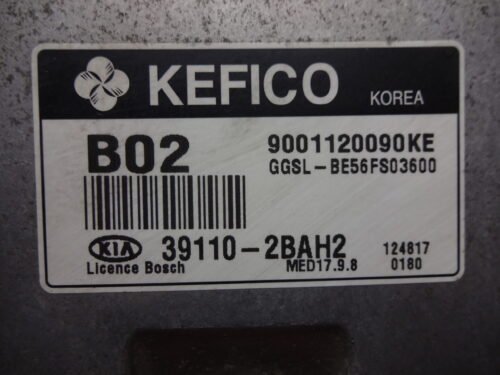 KEFICO KOREA
B02 9001120090KE
GGSL-BE56FS03600
KIA 39110-2BAH2 124817
Licence Bosch MED17.9.8 0180